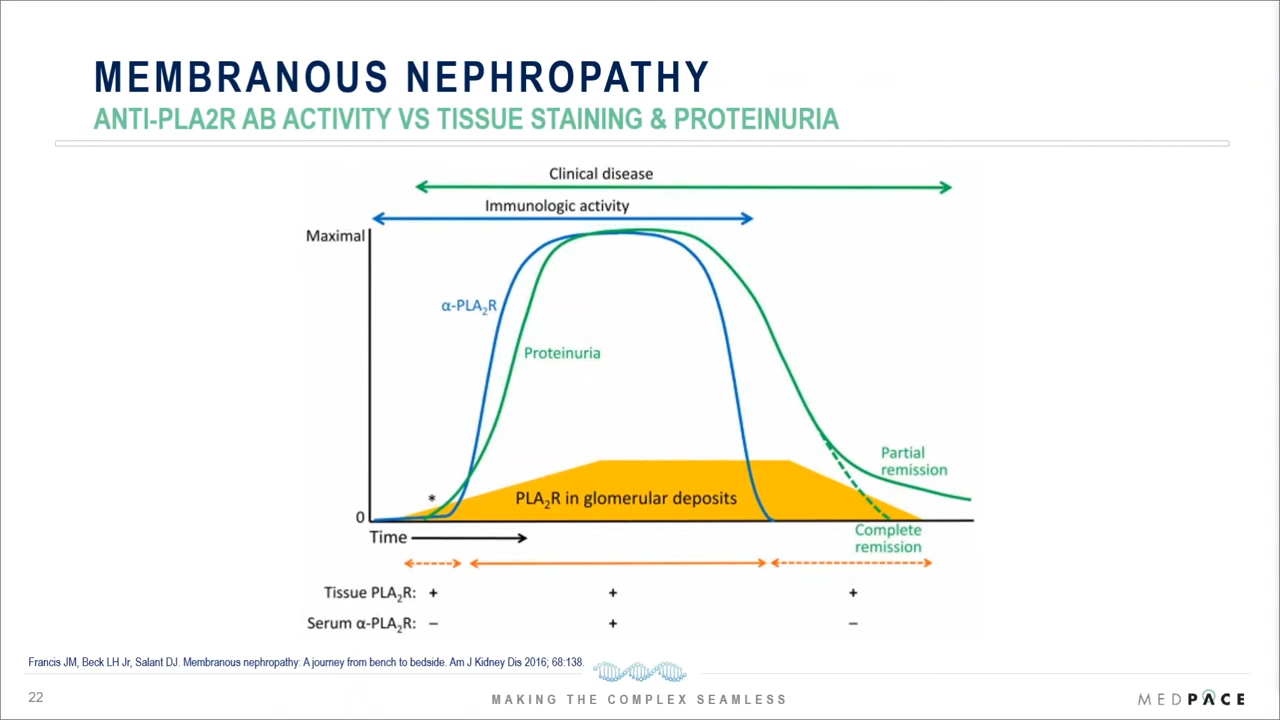 MEMBRANOUS NEPHROPATHY
ANTI-PLA2R AB ACTIVITY VS TISSUE STAINING & PROTEINURIA
Clinical disease
Immunologic activity
Maximal
α-PLA₂R
Proteinuria
Partial
remission
*
PLA₂R in glomerular deposits
0
Time
Complete
remission
Tissue PLA₂R: + + +
Serum α-PLA₂R: – + –
Francis JM, Beck LH Jr, Salant DJ. Membranous nephropathy: A journey from bench to bedside. Am J Kidney Dis 2016; 68:138.
22
MAKING THE COMPLEX SEAMLESS
MEDPACE